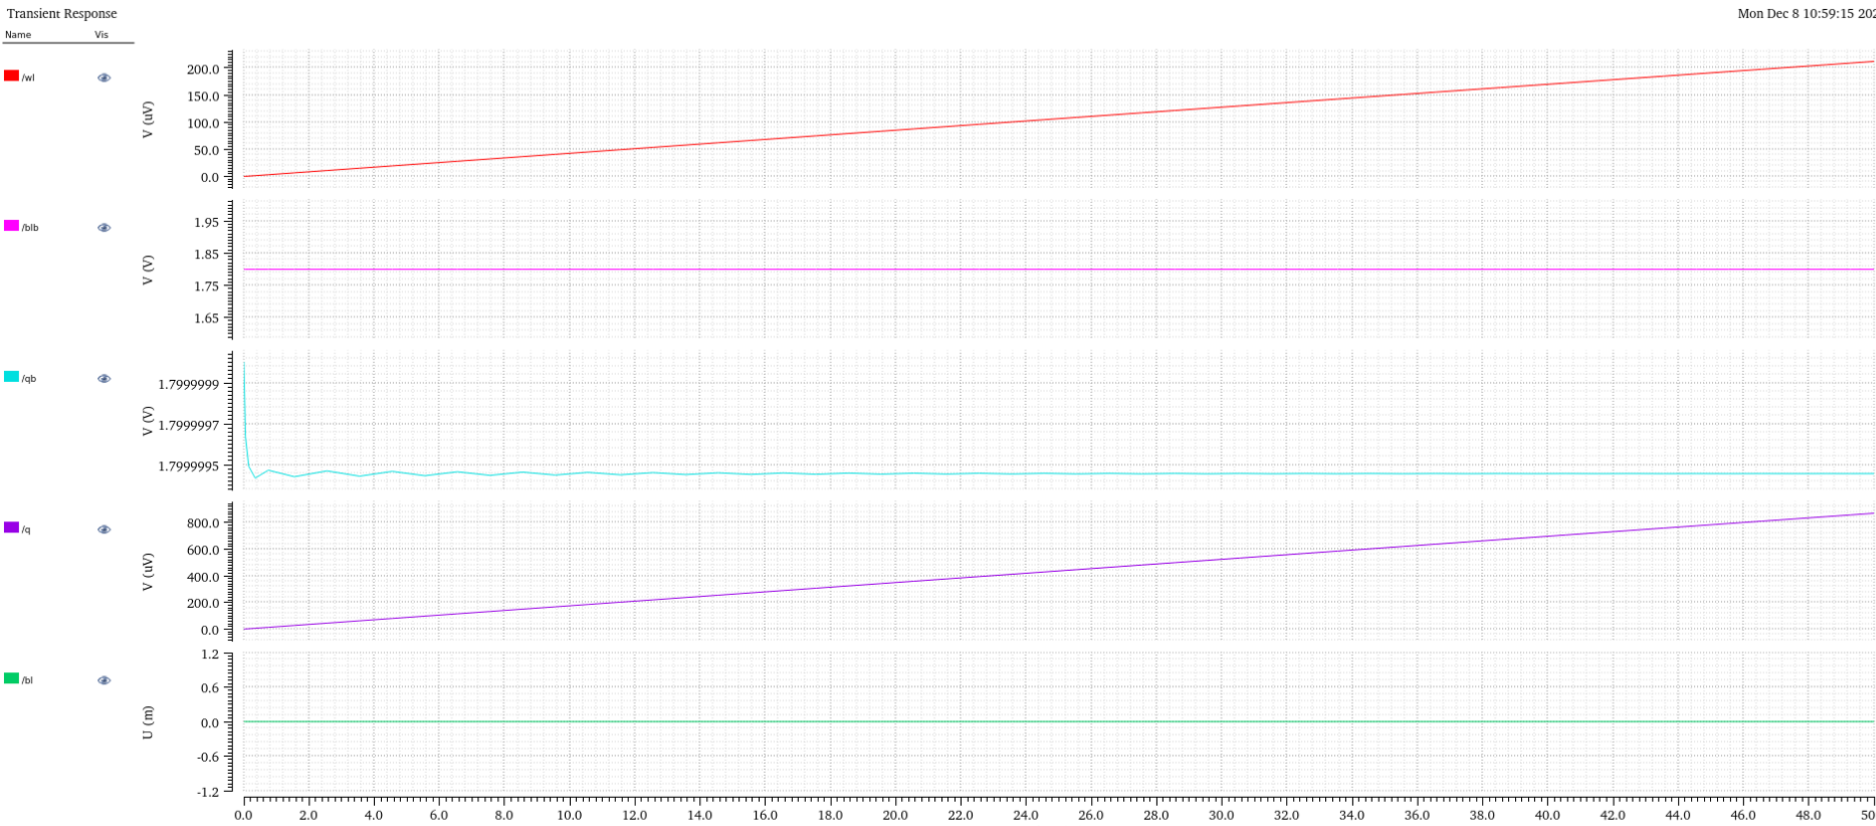 Transient Response
Mon Dec 8 10:59:15 202
Name Vis
/wl
V (uV)
200.0
150.0
100.0
50.0
0.0
/blb
V (V)
1.95
1.85
1.75
1.65
/qb
V (V)
1.7999999
1.7999997
1.7999995
/q
V (uV)
800.0
600.0
400.0
200.0
0.0
/bl
U (m)
1.2
0.6
0.0
-0.6
-1.2
0.0 2.0 4.0 6.0 8.0 10.0 12.0 14.0 16.0 18.0 20.0 22.0 24.0 26.0 28.0 30.0 32.0 34.0 36.0 38.0 40.0 42.0 44.0 46.0 48.0